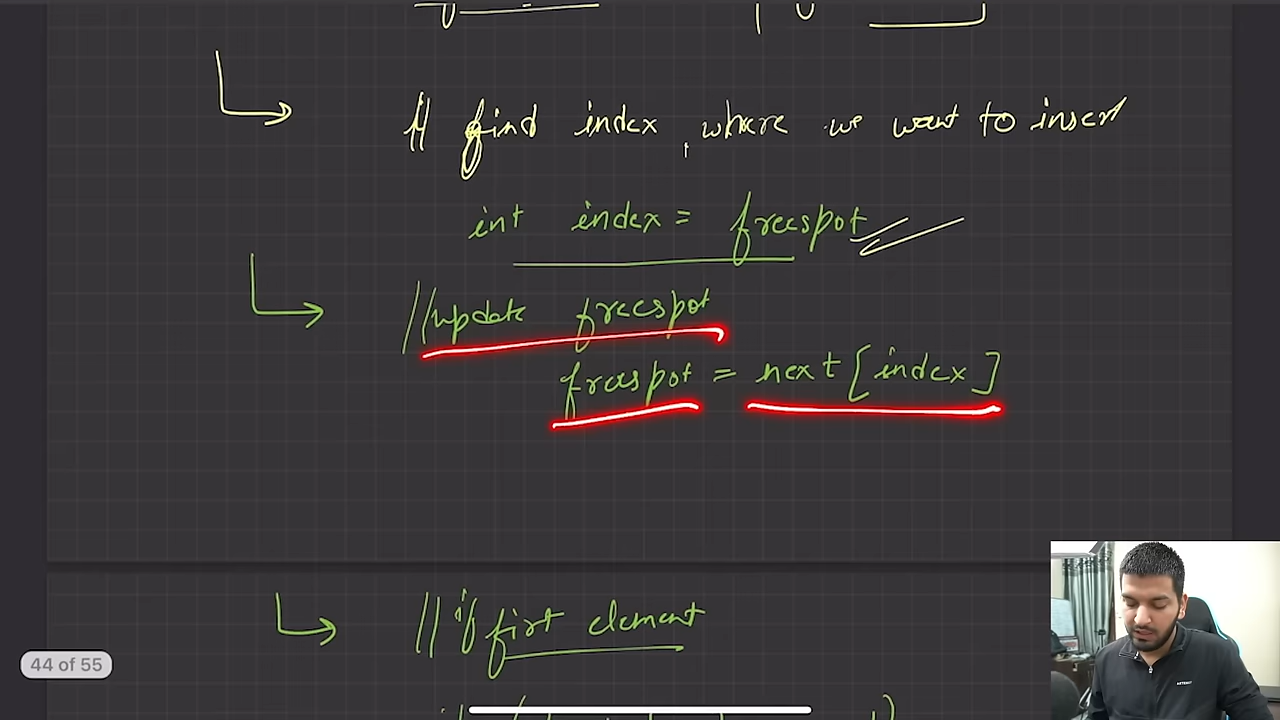 // find index, where we want to insert
int index = freespot
//update freespot
freespot = next[index]
// if first element
44 of 55